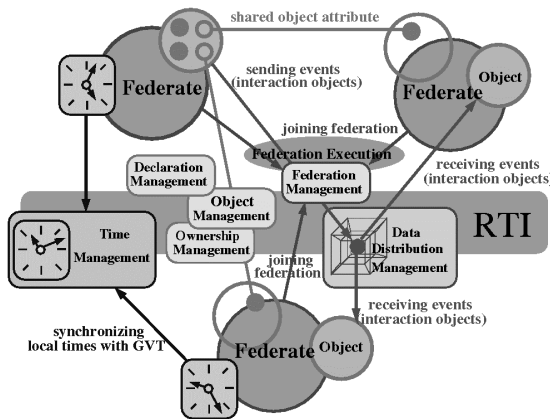 shared object attribute
Federate
sending events
(interaction objects)
Federate
Object
joining federation
Federation Execution
receiving events
(interaction objects)
Declaration
Management
Federation
Management
Object
Management
Ownership
Management
Time
Management
Data
Distribution
Management
RTI
joining
federation
receiving events
(interaction objects)
synchronizing
local times with GVT
Federate
Object